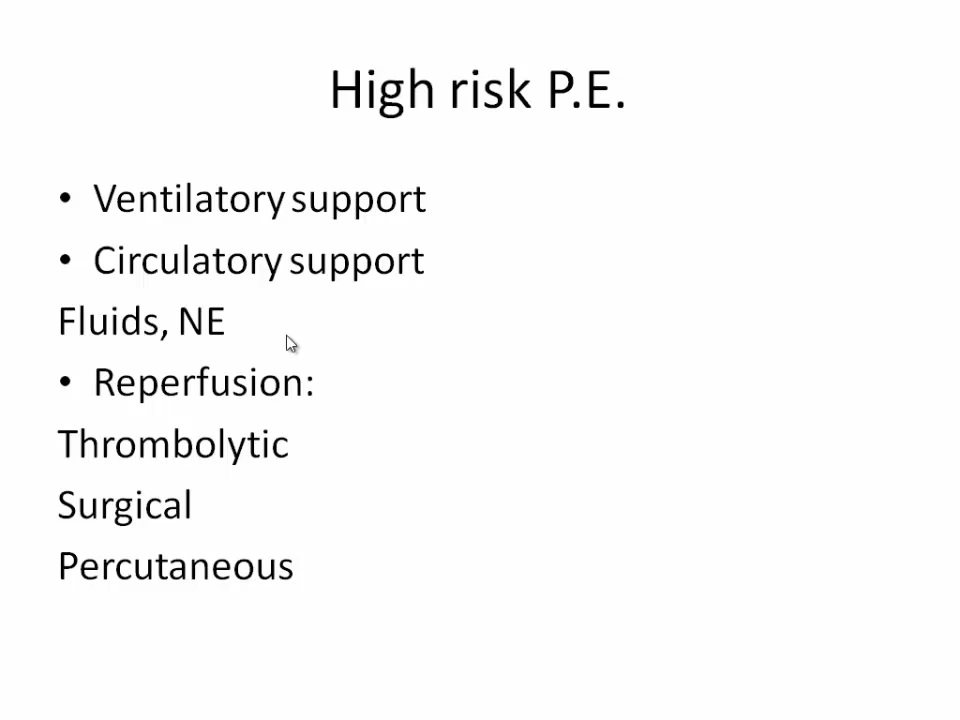 High risk P.E.
• Ventilatory support
• Circulatory support
Fluids, NE
• Reperfusion:
Thrombolytic
Surgical
Percutaneous